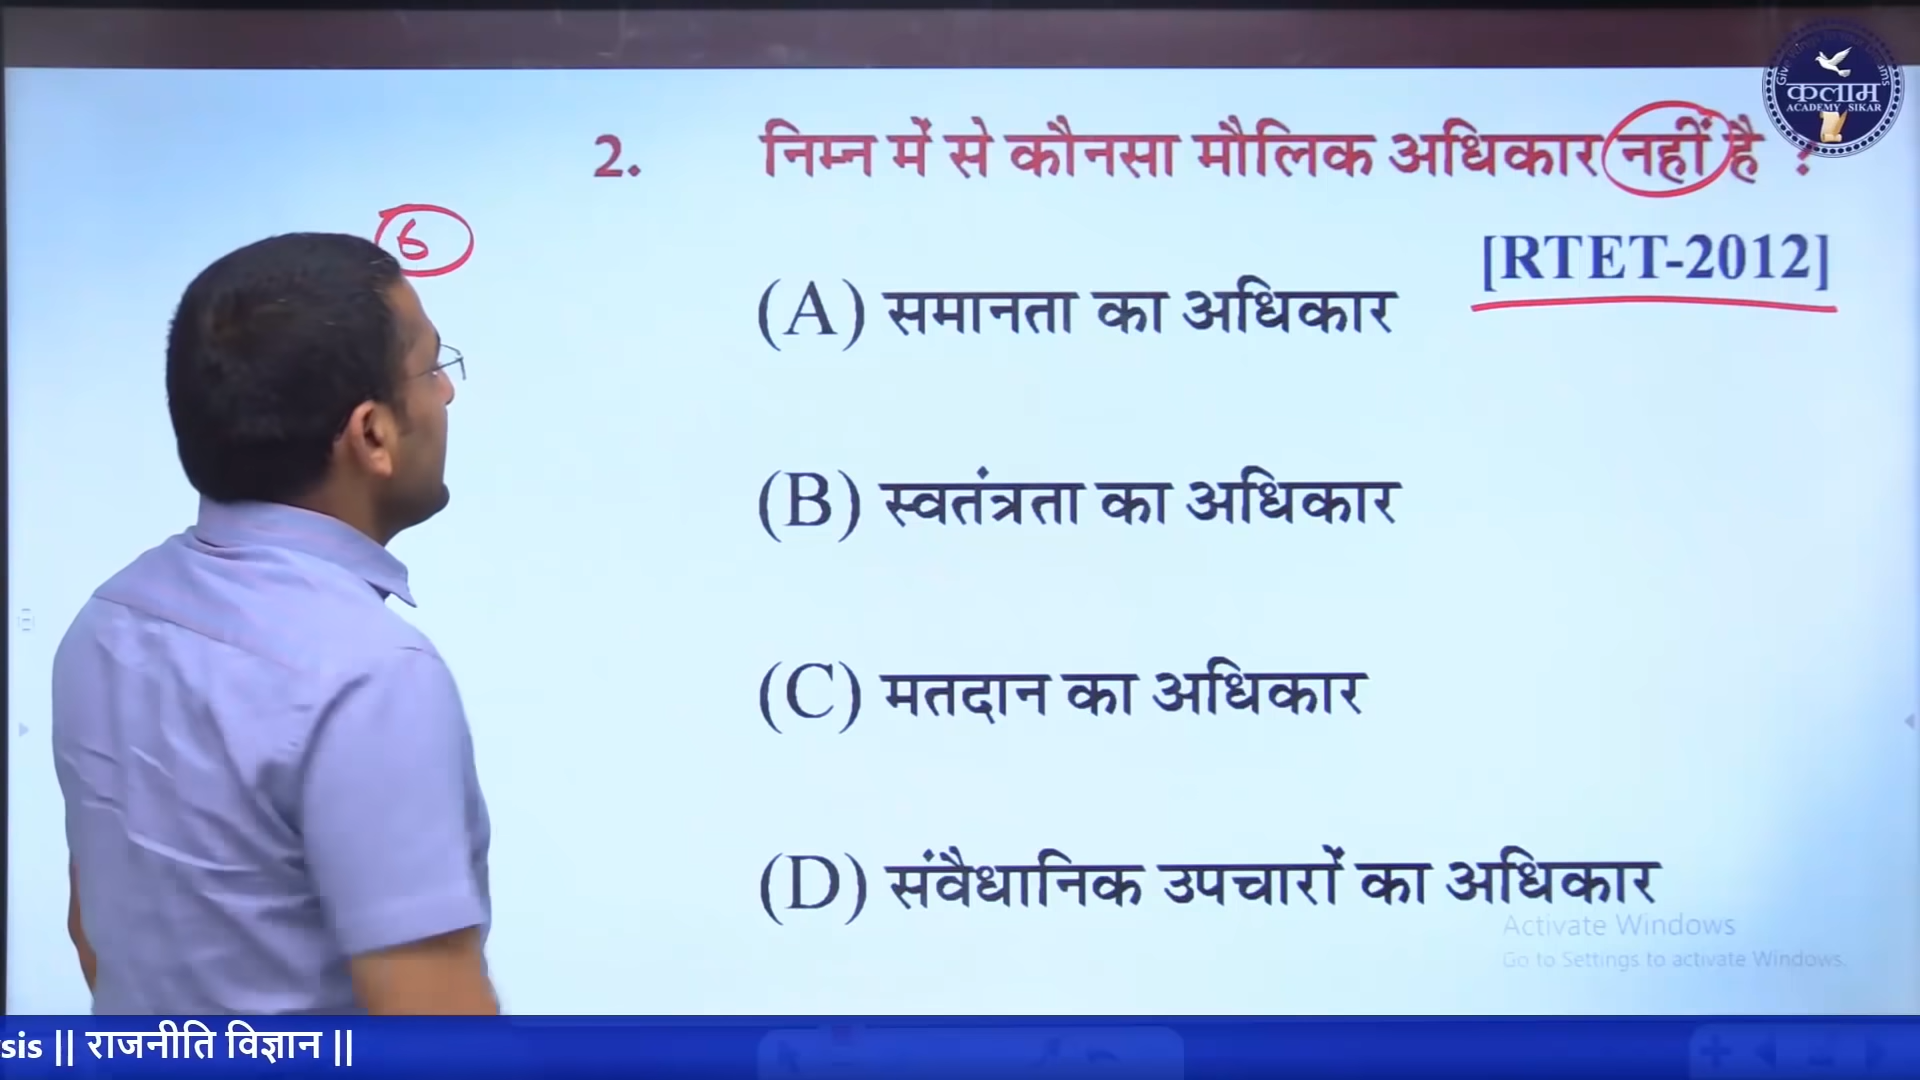 कलाम
ACADEMY SIKAR
2. निम्न में से कौनसा मौलिक अधिकार नहीं है ?
6
[RTET-2012]
(A) समानता का अधिकार
(B) स्वतंत्रता का अधिकार
(C) मतदान का अधिकार
(D) संवैधानिक उपचारों का अधिकार
Activate Windows
Go to Settings to activate Windows.
sis || राजनीति विज्ञान ||